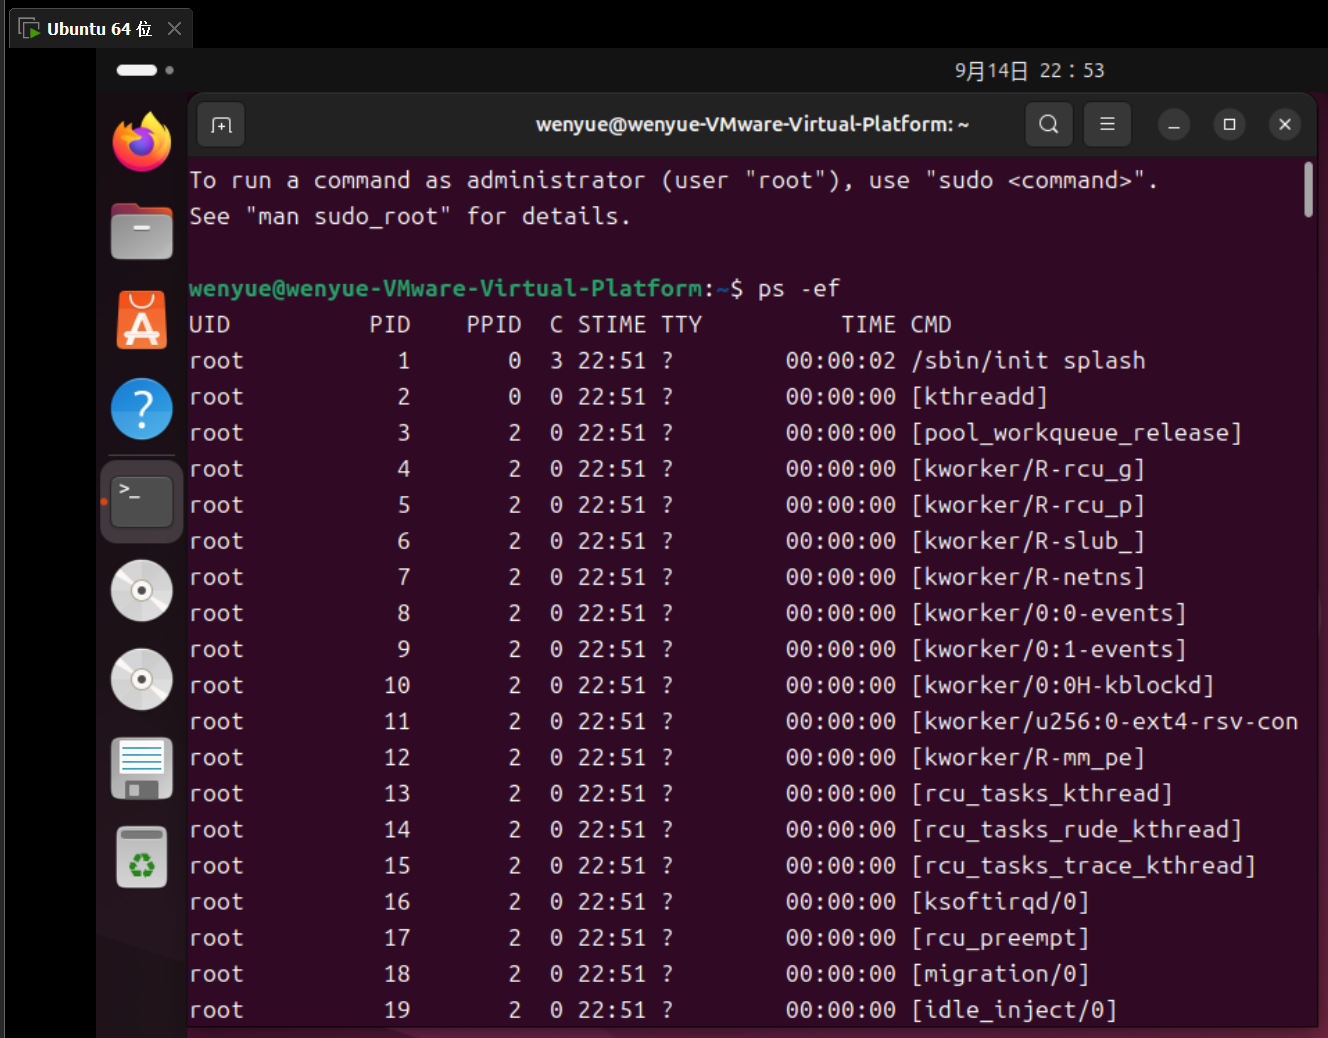 Ubuntu 64 位
9月14日 22：53
wenyue@wenyue-VMware-Virtual-Platform: ~
To run a command as administrator (user "root"), use "sudo <command>".
See "man sudo_root" for details.
wenyue@wenyue-VMware-Virtual-Platform:~$ ps -ef
UID PID PPID C STIME TTY TIME CMD
root 1 0 3 22:51 ? 00:00:02 /sbin/init splash
root 2 0 0 22:51 ? 00:00:00 [kthreadd]
root 3 2 0 22:51 ? 00:00:00 [pool_workqueue_release]
root 4 2 0 22:51 ? 00:00:00 [kworker/R-rcu_g]
root 5 2 0 22:51 ? 00:00:00 [kworker/R-rcu_p]
root 6 2 0 22:51 ? 00:00:00 [kworker/R-slub_]
root 7 2 0 22:51 ? 00:00:00 [kworker/R-netns]
root 8 2 0 22:51 ? 00:00:00 [kworker/0:0-events]
root 9 2 0 22:51 ? 00:00:00 [kworker/0:1-events]
root 10 2 0 22:51 ? 00:00:00 [kworker/0:0H-kblockd]
root 11 2 0 22:51 ? 00:00:00 [kworker/u256:0-ext4-rsv-con
root 12 2 0 22:51 ? 00:00:00 [kworker/R-mm_pe]
root 13 2 0 22:51 ? 00:00:00 [rcu_tasks_kthread]
root 14 2 0 22:51 ? 00:00:00 [rcu_tasks_rude_kthread]
root 15 2 0 22:51 ? 00:00:00 [rcu_tasks_trace_kthread]
root 16 2 0 22:51 ? 00:00:00 [ksoftirqd/0]
root 17 2 0 22:51 ? 00:00:00 [rcu_preempt]
root 18 2 0 22:51 ? 00:00:00 [migration/0]
root 19 2 0 22:51 ? 00:00:00 [idle_inject/0]